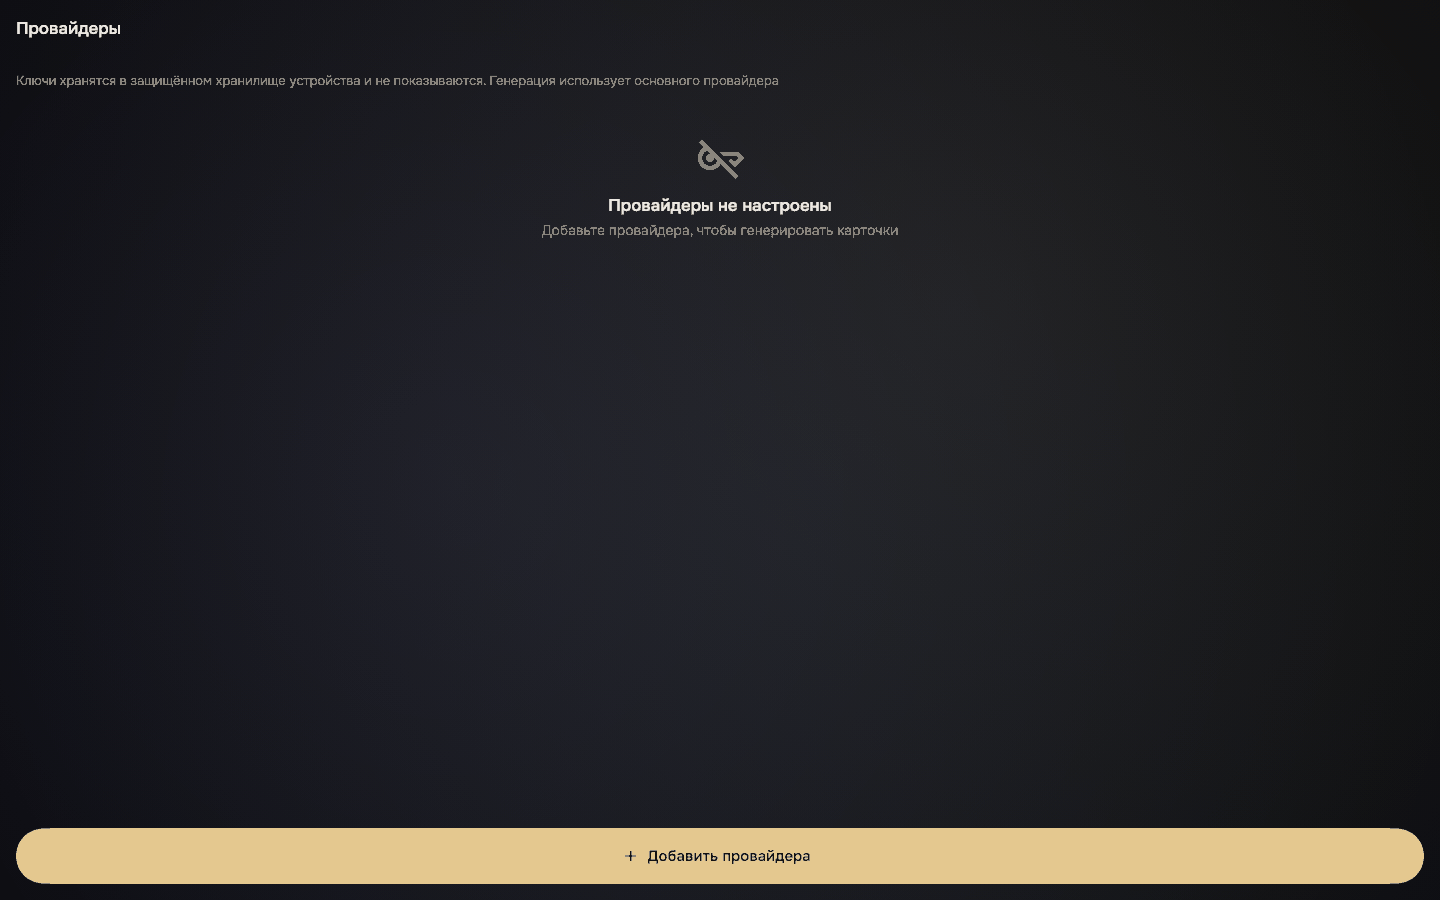 Провайдеры
Ключи хранятся в защищённом хранилище устройства и не показываются. Генерация использует основного провайдера
Провайдеры не настроены
Добавьте провайдера, чтобы генерировать карточки
+ Добавить провайдера